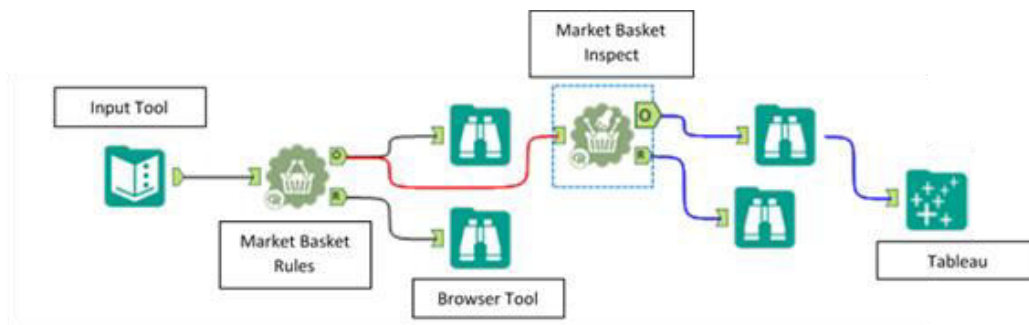 Market Basket
Inspect
Input Tool
O
R
O
R
Market Basket
Rules
Browser Tool
Tableau